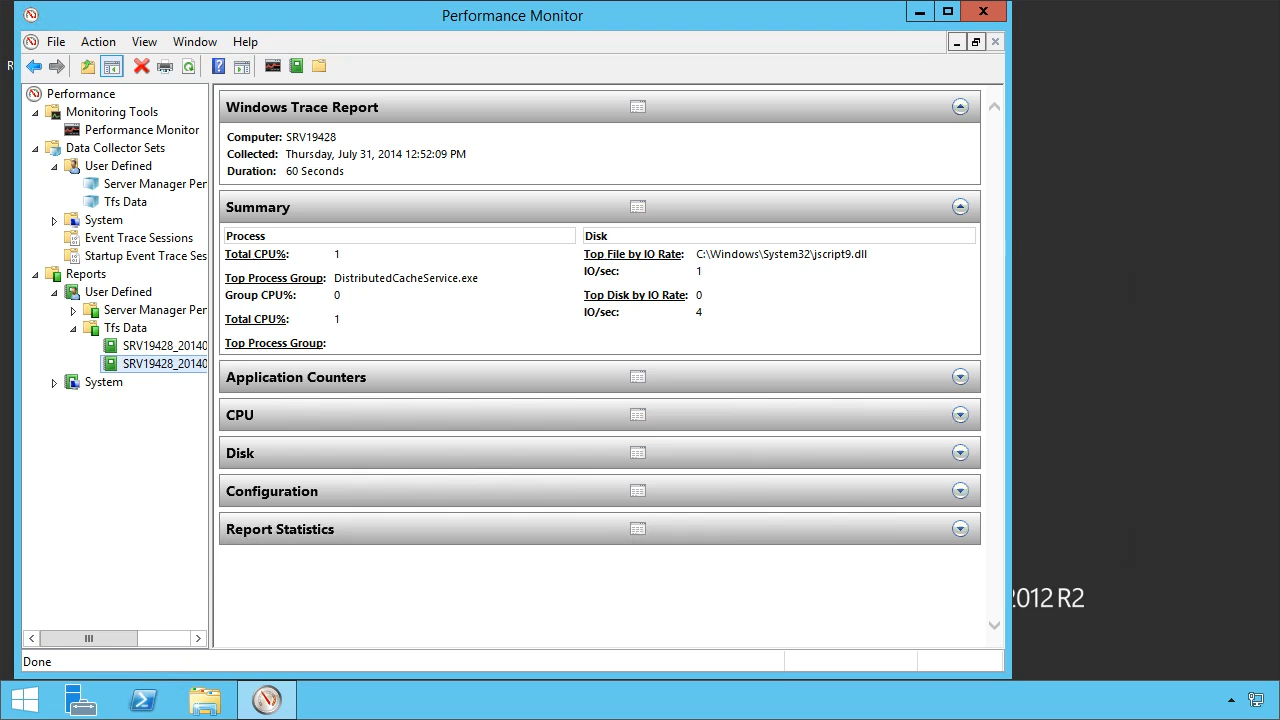 Performance Monitor
File Action View Window Help
Performance
Monitoring Tools
Performance Monitor
Data Collector Sets
User Defined
Server Manager Per
Tfs Data
System
Event Trace Sessions
Startup Event Trace Ses
Reports
User Defined
Server Manager Per
Tfs Data
SRV19428_20140
SRV19428_20140
System
Windows Trace Report
Computer: SRV19428
Collected: Thursday, July 31, 2014 12:52:09 PM
Duration: 60 Seconds
Summary
Process Disk
Total CPU%: 1 Top File by IO Rate: C:\Windows\System32\jscript9.dll
IO/sec: 1
Top Process Group: DistributedCacheService.exe
Group CPU%: 0 Top Disk by IO Rate: 0
IO/sec: 4
Total CPU%: 1
Top Process Group:
Application Counters
CPU
Disk
Configuration
Report Statistics
Done
2012 R2
R